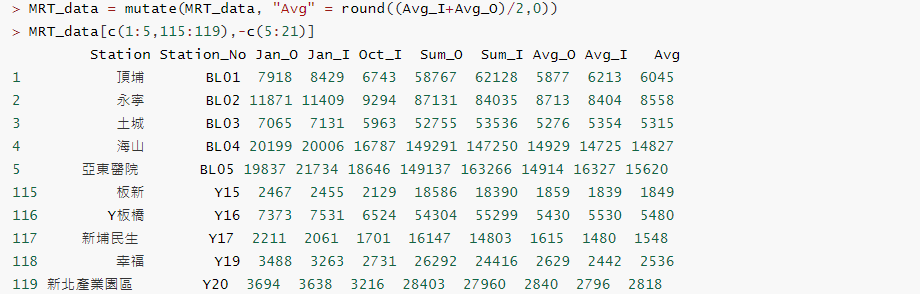 > MRT_data = mutate(MRT_data, "Avg" = round((Avg_I+Avg_O)/2,0))
> MRT_data[c(1:5,115:119),-c(5:21)]
Station Station_No Jan_O Jan_I Oct_I Sum_O Sum_I Avg_O Avg_I Avg
1 頂埔 BL01 7918 8429 6743 58767 62128 5877 6213 6045
2 永寧 BL02 11871 11409 9294 87131 84035 8713 8404 8558
3 土城 BL03 7065 7131 5963 52755 53536 5276 5354 5315
4 海山 BL04 20199 20006 16787 149291 147250 14929 14725 14827
5 亞東醫院 BL05 19837 21734 18646 149137 163266 14914 16327 15620
115 板新 Y15 2467 2455 2129 18586 18390 1859 1839 1849
116 Y板橋 Y16 7373 7531 6524 54304 55299 5430 5530 5480
117 新埔民生 Y17 2211 2061 1701 16147 14803 1615 1480 1548
118 幸福 Y19 3488 3263 2731 26292 24416 2629 2442 2536
119 新北產業園區 Y20 3694 3638 3216 28403 27960 2840 2796 2818